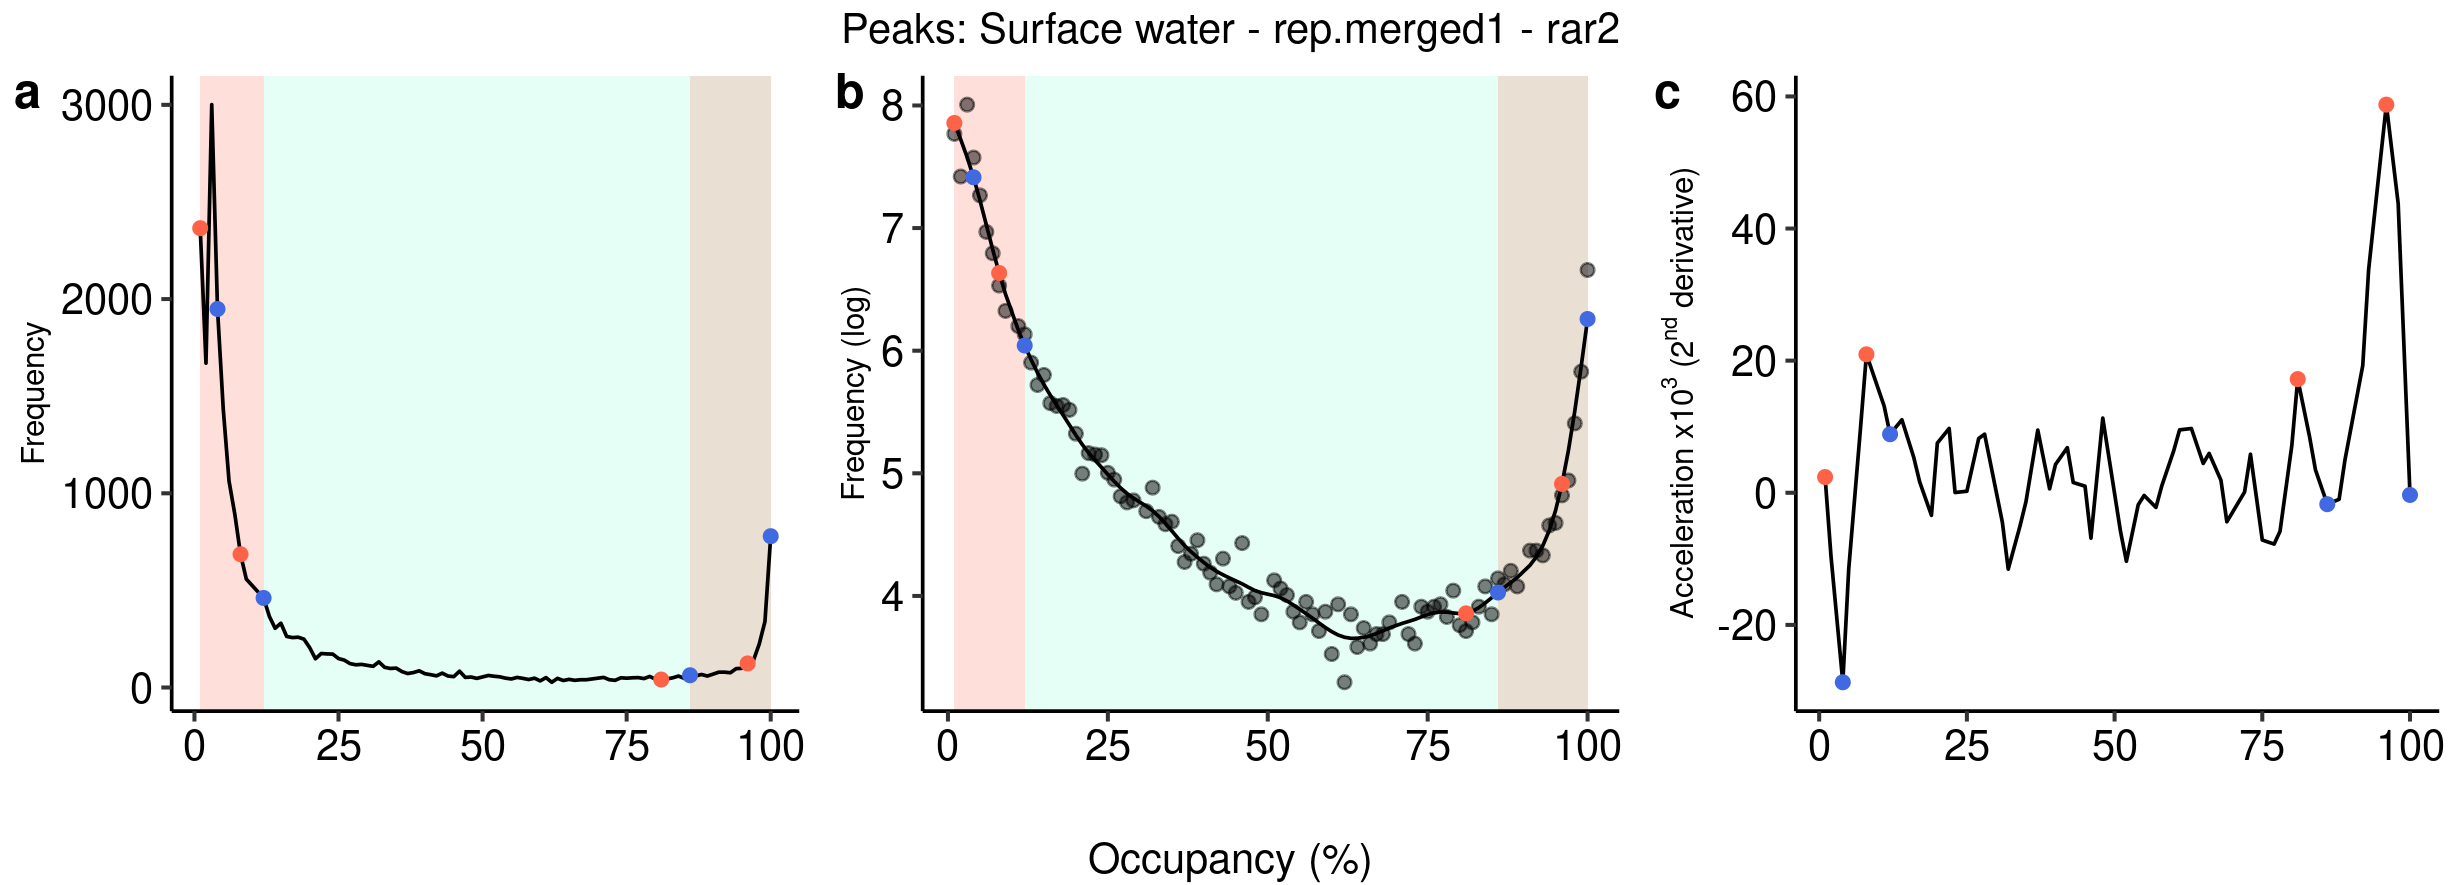 Peaks: Surface water - rep.merged1 - rar2
a
Frequency
3000
2000
1000
0
0 25 50 75 100
b
Frequency (log)
8
7
6
5
4
0 25 50 75 100
c
Acceleration x10³ (2ⁿᵈ derivative)
60
40
20
0
-20
0 25 50 75 100
Occupancy (%)